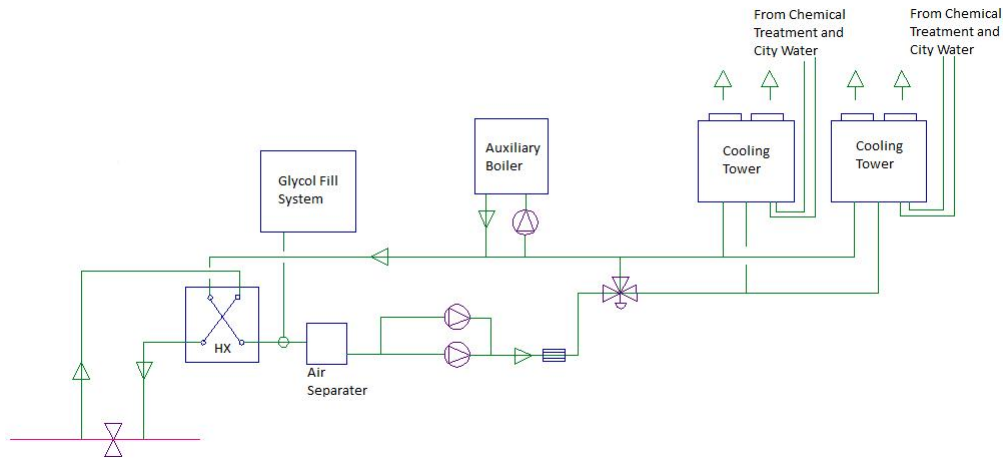 From Chemical
Treatment and
City Water
From Chemical
Treatment and
City Water
Cooling
Tower
Cooling
Tower
Auxiliary
Boiler
Glycol Fill
System
HX
Air
Separater